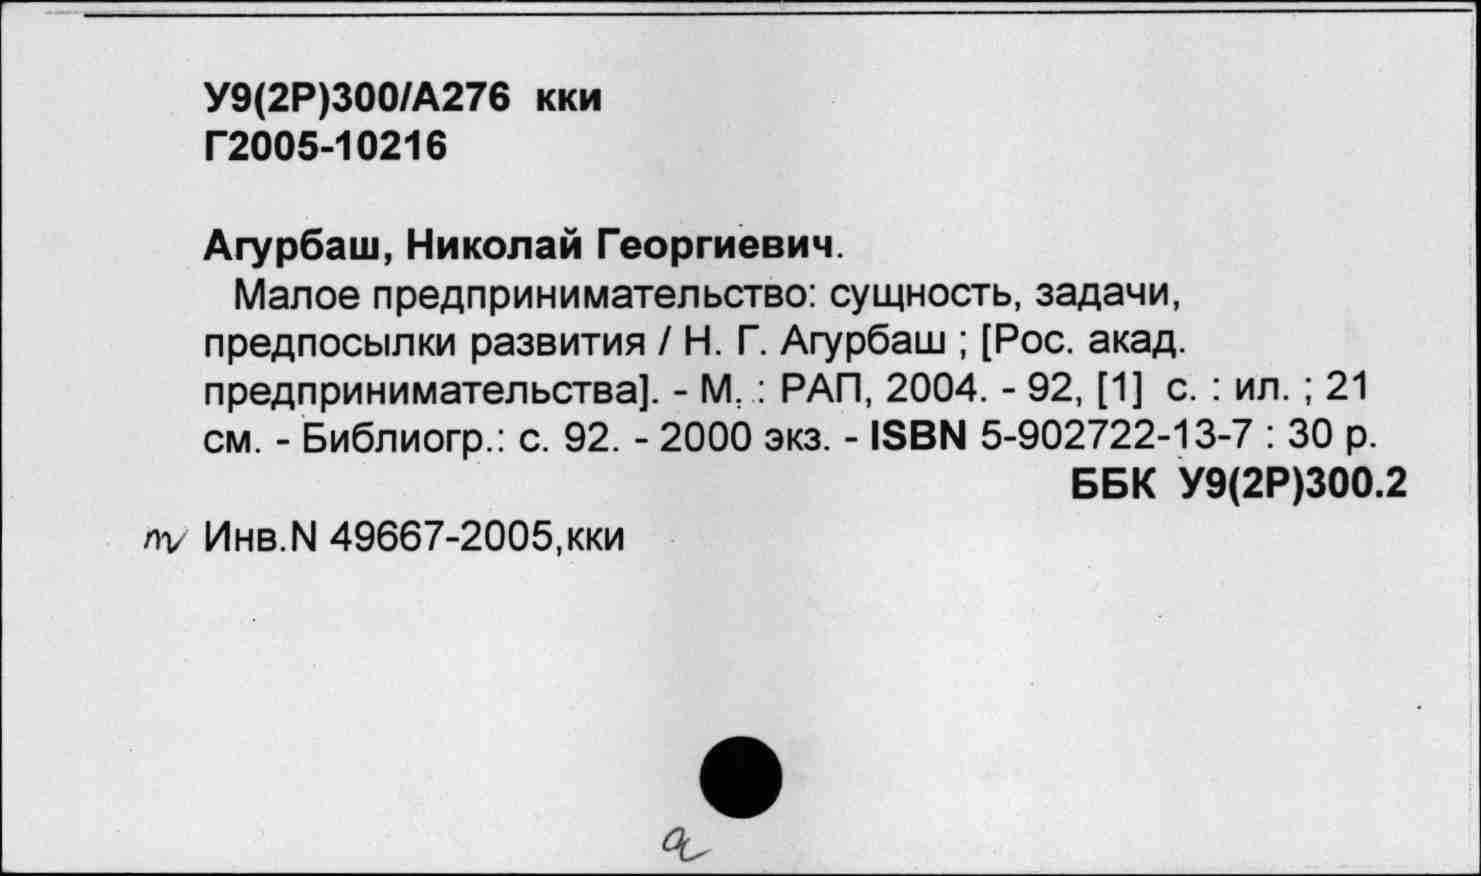 У9(2Р)300/А276 кки
Г2005-10216
Агурбаш, Николай Георгиевич.
Малое предпринимательство: сущность, задачи,
предпосылки развития / Н. Г. Агурбаш ; [Рос. акад.
предпринимательства]. - М. : РАП, 2004. - 92, [1] с. : ил. ; 21
см. - Библиогр.: с. 92. - 2000 экз. - ISBN 5-902722-13-7 : 30 р.
ББК У9(2Р)300.2
Инв.N 49667-2005,кки